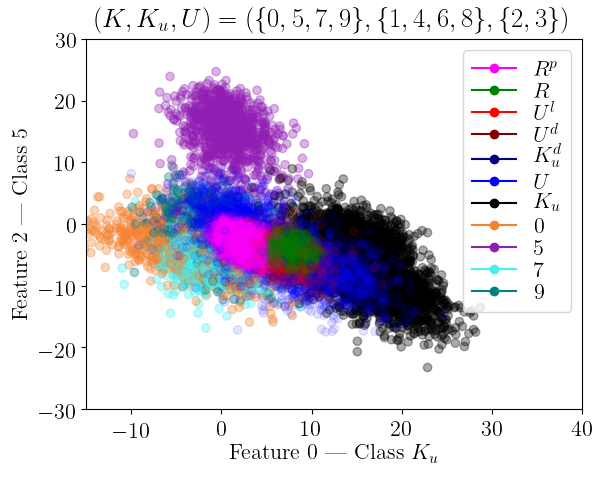 (K, K_u, U) = ({0, 5, 7, 9}, {1, 4, 6, 8}, {2, 3})
30
20
10
0
−10
−20
−30
Feature 2 — Class 5
−10 0 10 20 30 40
Feature 0 — Class K_u
R^p
R
U^l
U^d
K_u^d
U
K_u
0
5
7
9